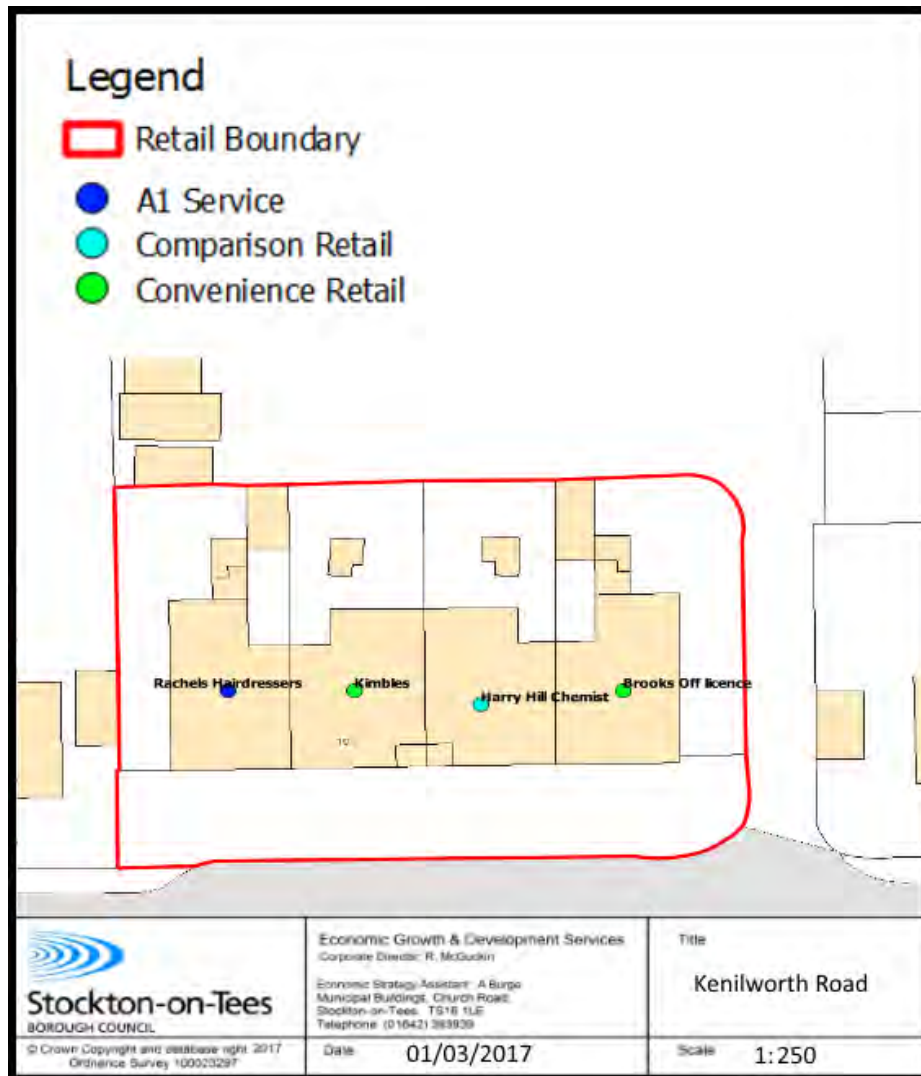 Legend
Retail Boundary
A1 Service
Comparison Retail
Convenience Retail
Rachels Hairdressers
Kimbles
Harry Hill Chemist
Brooks Off licence
Stockton-on-Tees
BOROUGH COUNCIL
© Crown Copyright and database right 2017
Ordnance Survey 100023297
Economic Growth & Development Services
Corporate Director: R. McGuckin
Economic Strategy Assistant: A Burge
Municipal Buildings, Church Road,
Stockton-on-Tees, TS18 1LE
Telephone (01642) 393939
Date
01/03/2017
Title
Kenilworth Road
Scale
1:250